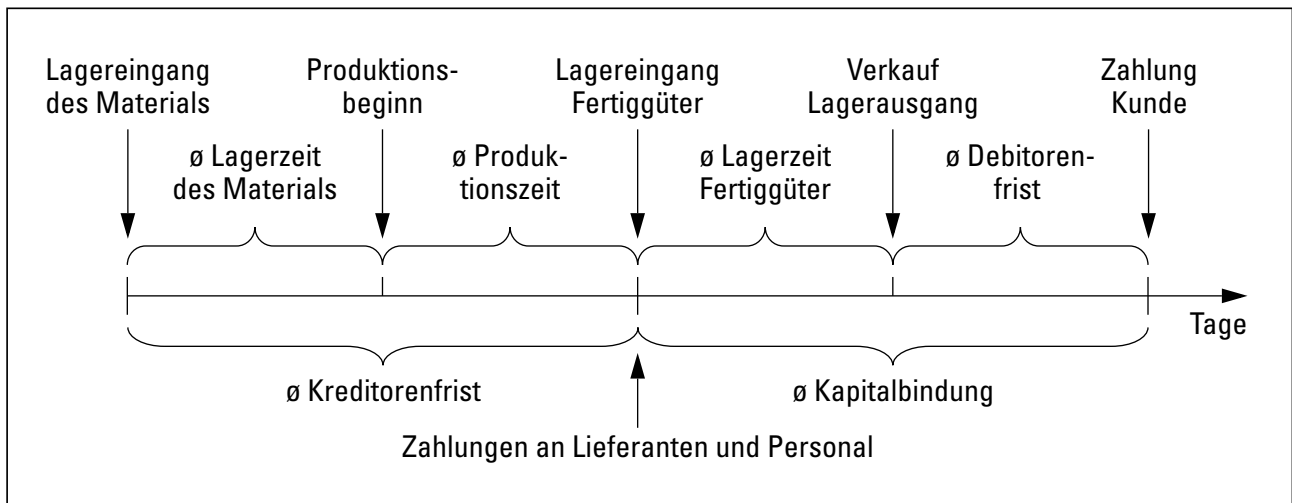 Lagereingang
des Materials
Produktions-
beginn
Lagereingang
Fertiggüter
Verkauf
Lagerausgang
Zahlung
Kunde
ø Lagerzeit
des Materials
ø Produk-
tionszeit
ø Lagerzeit
Fertiggüter
ø Debitoren-
frist
Tage
ø Kreditorenfrist
ø Kapitalbindung
Zahlungen an Lieferanten und Personal